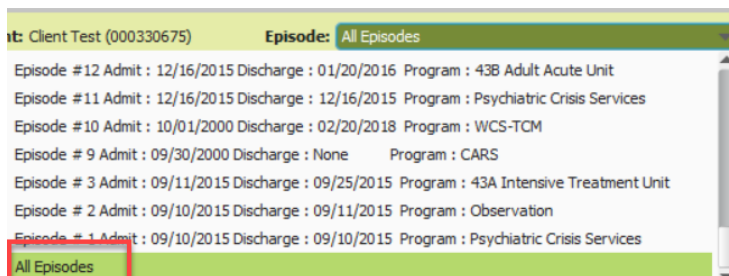 nt: Client Test (000330675) Episode: All Episodes
Episode #12 Admit : 12/16/2015 Discharge : 01/20/2016 Program : 43B Adult Acute Unit
Episode #11 Admit : 12/16/2015 Discharge : 12/16/2015 Program : Psychiatric Crisis Services
Episode #10 Admit : 10/01/2000 Discharge : 02/20/2018 Program : WCS-TCM
Episode # 9 Admit : 09/30/2000 Discharge : None Program : CARS
Episode # 3 Admit : 09/11/2015 Discharge : 09/25/2015 Program : 43A Intensive Treatment Unit
Episode # 2 Admit : 09/10/2015 Discharge : 09/11/2015 Program : Observation
Episode # 1 Admit : 09/10/2015 Discharge : 09/10/2015 Program : Psychiatric Crisis Services
All Episodes